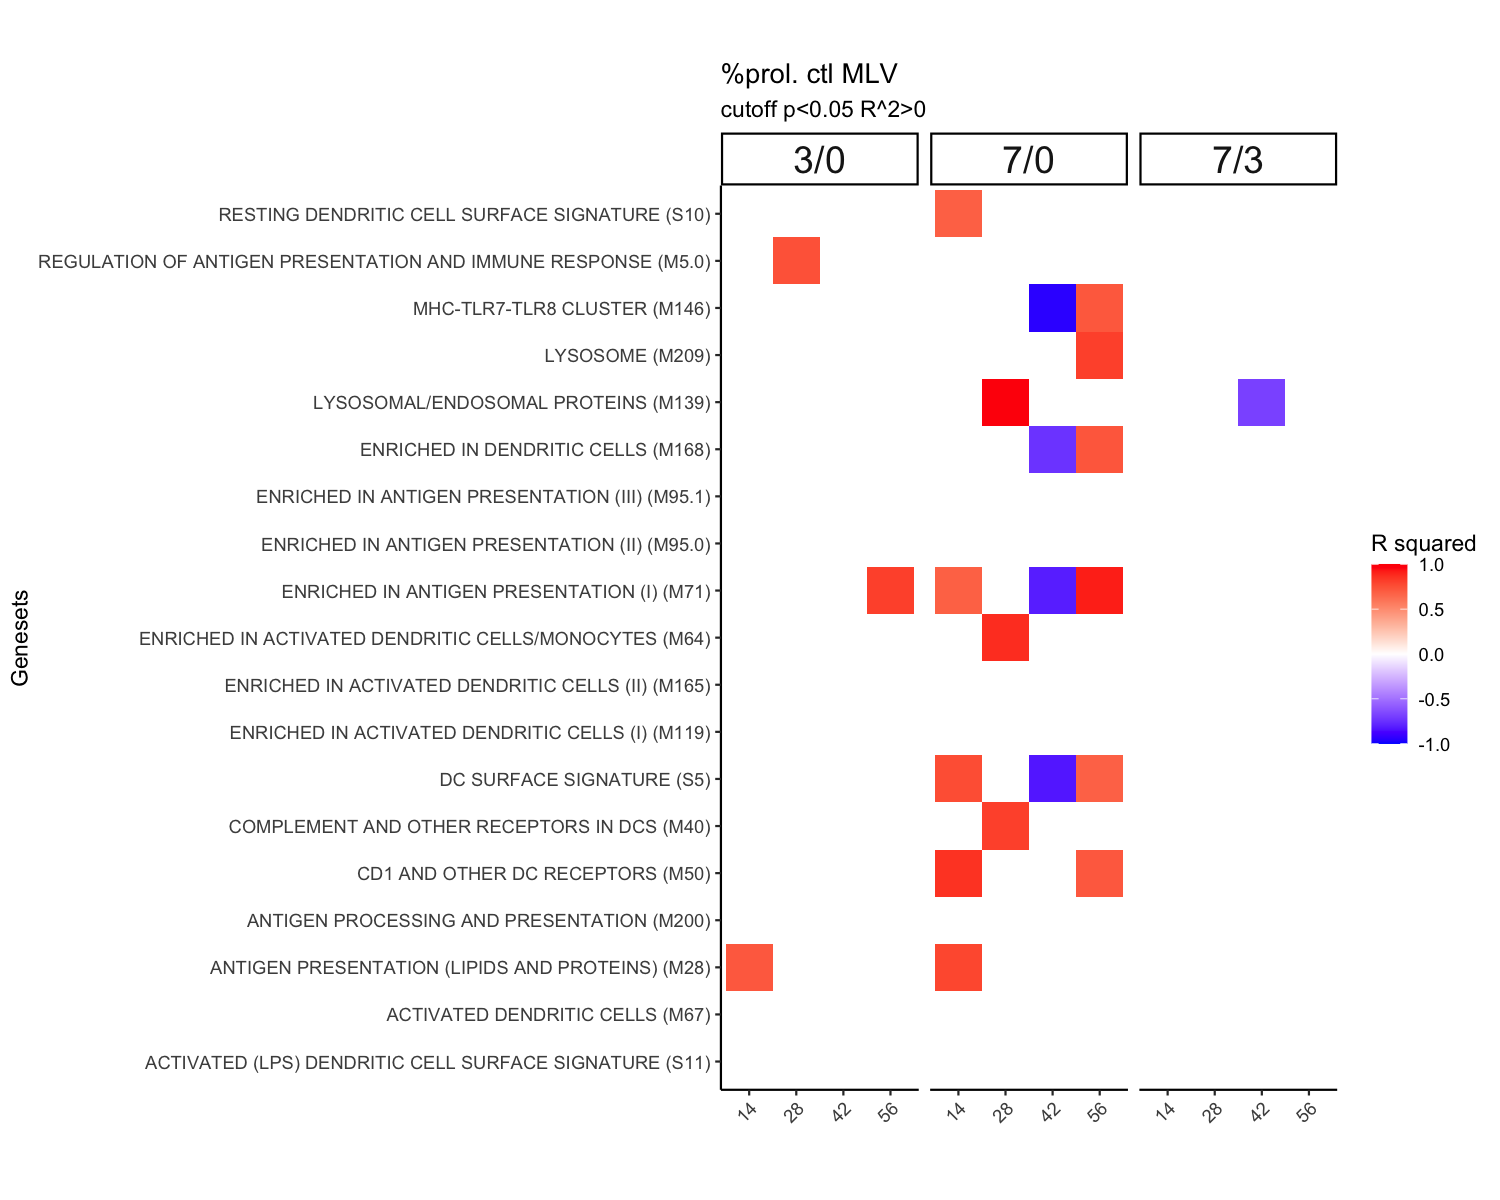 %prol. ctl MLV
cutoff p<0.05 R^2>0
3/0 7/0 7/3
RESTING DENDRITIC CELL SURFACE SIGNATURE (S10)
REGULATION OF ANTIGEN PRESENTATION AND IMMUNE RESPONSE (M5.0)
MHC-TLR7-TLR8 CLUSTER (M146)
LYSOSOME (M209)
LYSOSOMAL/ENDOSOMAL PROTEINS (M139)
ENRICHED IN DENDRITIC CELLS (M168)
ENRICHED IN ANTIGEN PRESENTATION (III) (M95.1)
ENRICHED IN ANTIGEN PRESENTATION (II) (M95.0)
ENRICHED IN ANTIGEN PRESENTATION (I) (M71)
ENRICHED IN ACTIVATED DENDRITIC CELLS/MONOCYTES (M64)
ENRICHED IN ACTIVATED DENDRITIC CELLS (II) (M165)
ENRICHED IN ACTIVATED DENDRITIC CELLS (I) (M119)
DC SURFACE SIGNATURE (S5)
COMPLEMENT AND OTHER RECEPTORS IN DCS (M40)
CD1 AND OTHER DC RECEPTORS (M50)
ANTIGEN PROCESSING AND PRESENTATION (M200)
ANTIGEN PRESENTATION (LIPIDS AND PROTEINS) (M28)
ACTIVATED DENDRITIC CELLS (M67)
ACTIVATED (LPS) DENDRITIC CELL SURFACE SIGNATURE (S11)
Genesets
14 28 42 56 14 28 42 56 14 28 42 56
R squared
1.0
0.5
0.0
-0.5
-1.0